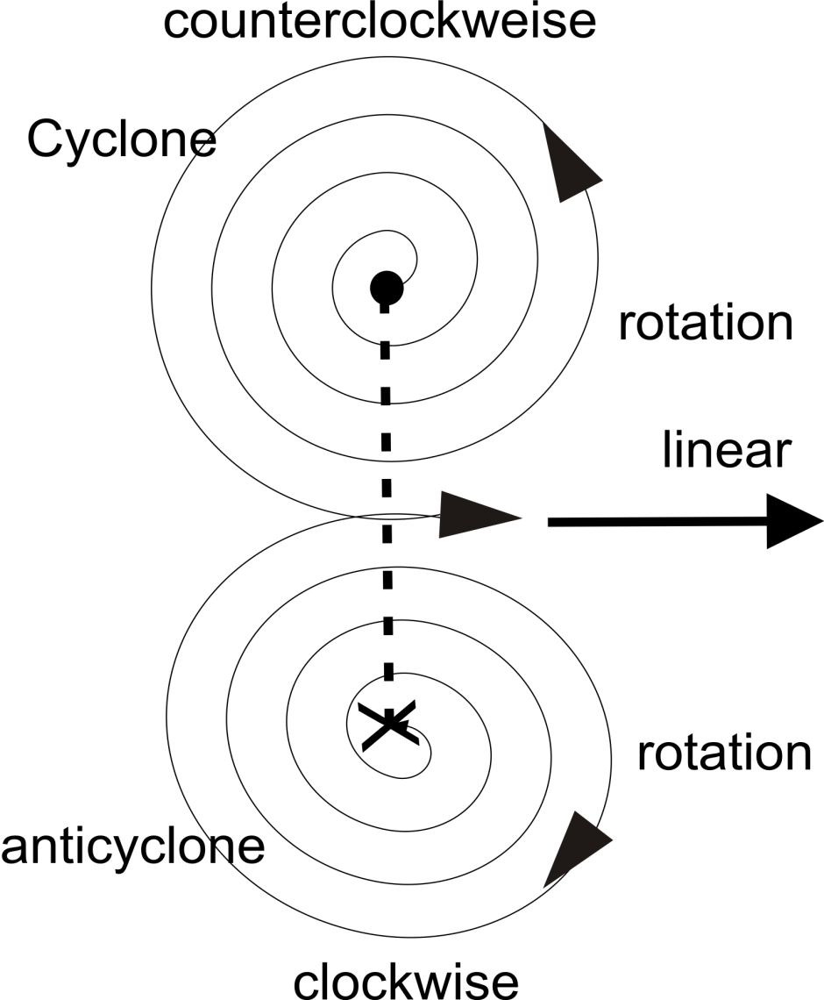 counterclockweise
Cyclone
rotation
linear
rotation
anticyclone
clockwise